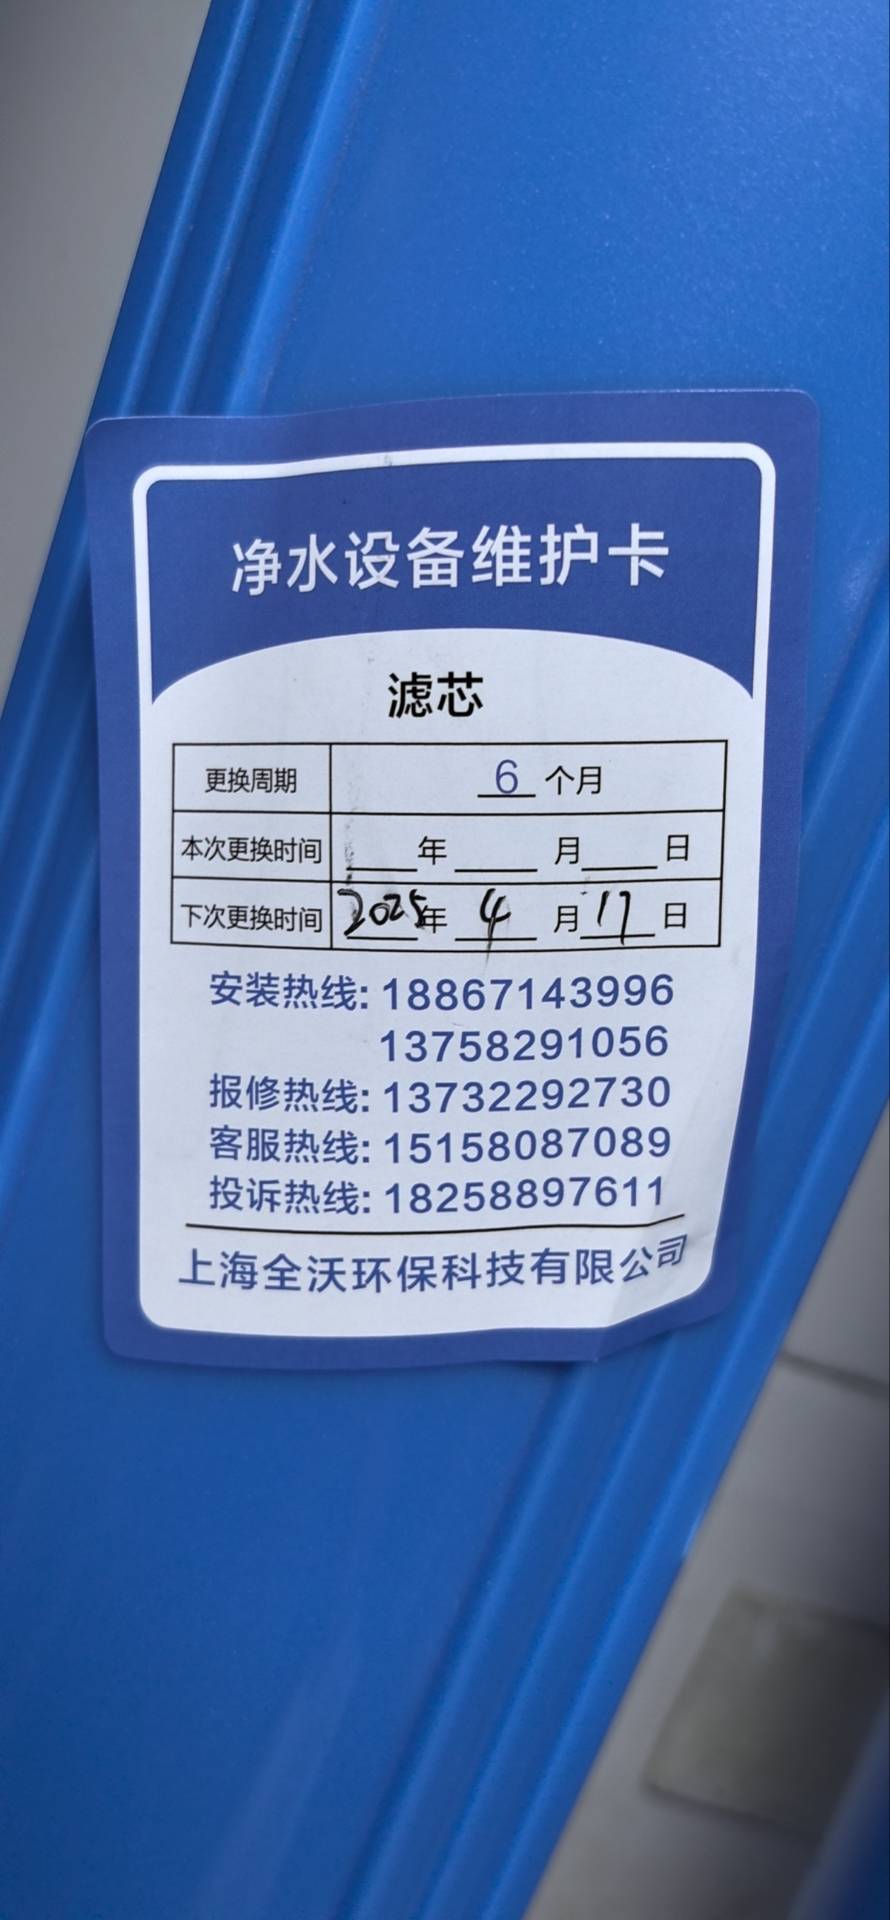 净水设备维护卡
滤芯
更换周期 6 个月
本次更换时间 年 月 日
下次更换时间 2025年 4 月 17 日
安装热线: 18867143996
13758291056
报修热线: 13732292730
客服热线: 15158087089
投诉热线: 18258897611
上海全沃环保科技有限公司